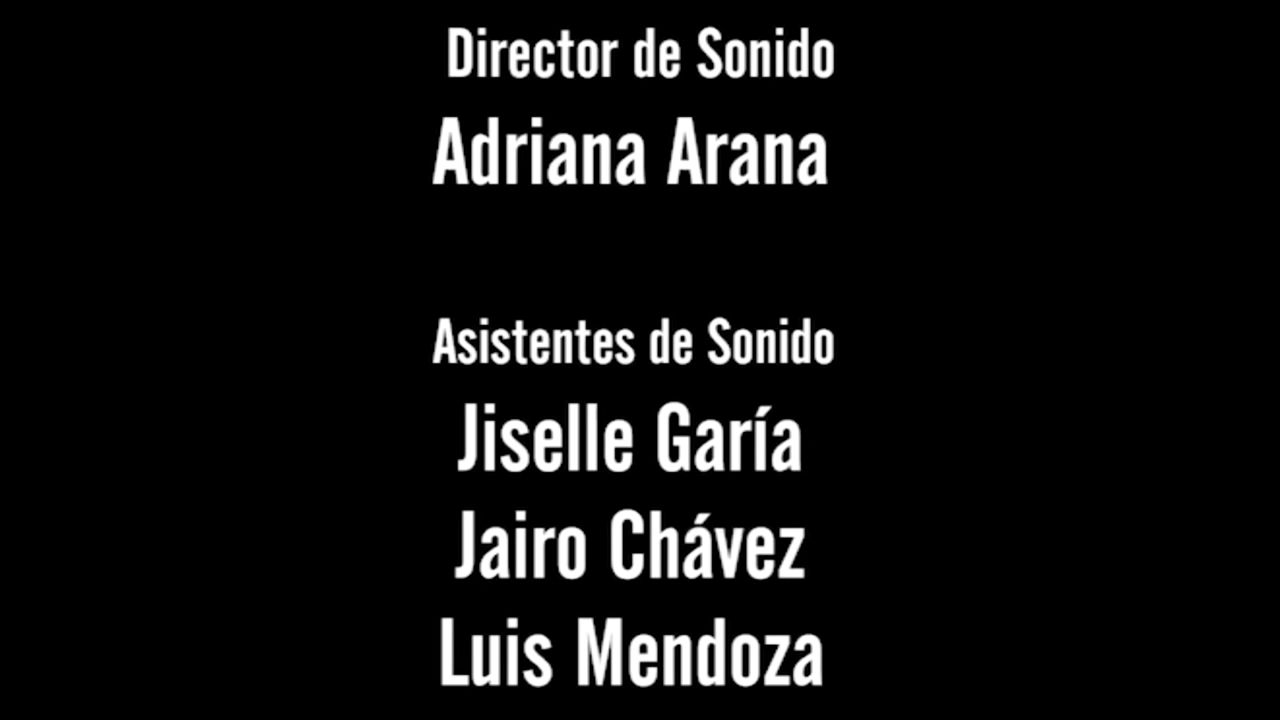 Director de Sonido
Adriana Arana
Asistentes de Sonido
Jiselle Garía
Jairo Chávez
Luis Mendoza